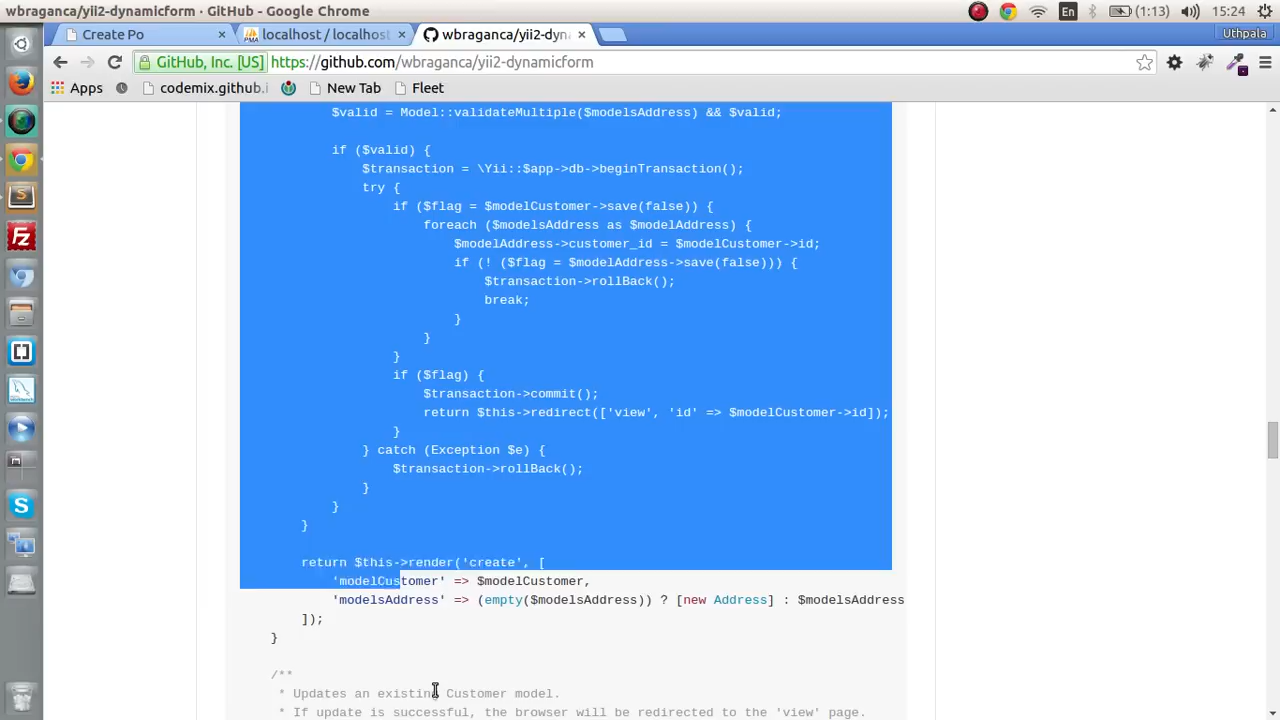 wbraganca/yii2-dynamicform · GitHub - Google Chrome
En
(1:13)
15:24
Create Po
localhost / localhost
wbraganca/yii2-dyn
Uthpala
GitHub, Inc. [US]
https://github.com/wbraganca/yii2-dynamicform
Apps
codemix.github.i
New Tab
Fleet
$valid = Model::validateMultiple($modelsAddress) && $valid;
if ($valid) {
$transaction = \Yii::$app->db->beginTransaction();
try {
if ($flag = $modelCustomer->save(false)) {
foreach ($modelsAddress as $modelAddress) {
$modelAddress->customer_id = $modelCustomer->id;
if (! ($flag = $modelAddress->save(false))) {
$transaction->rollBack();
break;
}
}
}
if ($flag) {
$transaction->commit();
return $this->redirect(['view', 'id' => $modelCustomer->id]);
}
} catch (Exception $e) {
$transaction->rollBack();
}
}
}
return $this->render('create', [
'modelCustomer' => $modelCustomer,
'modelsAddress' => (empty($modelsAddress)) ? [new Address] : $modelsAddress
]);
}
/**
* Updates an existing Customer model.
* If update is successful, the browser will be redirected to the 'view' page.